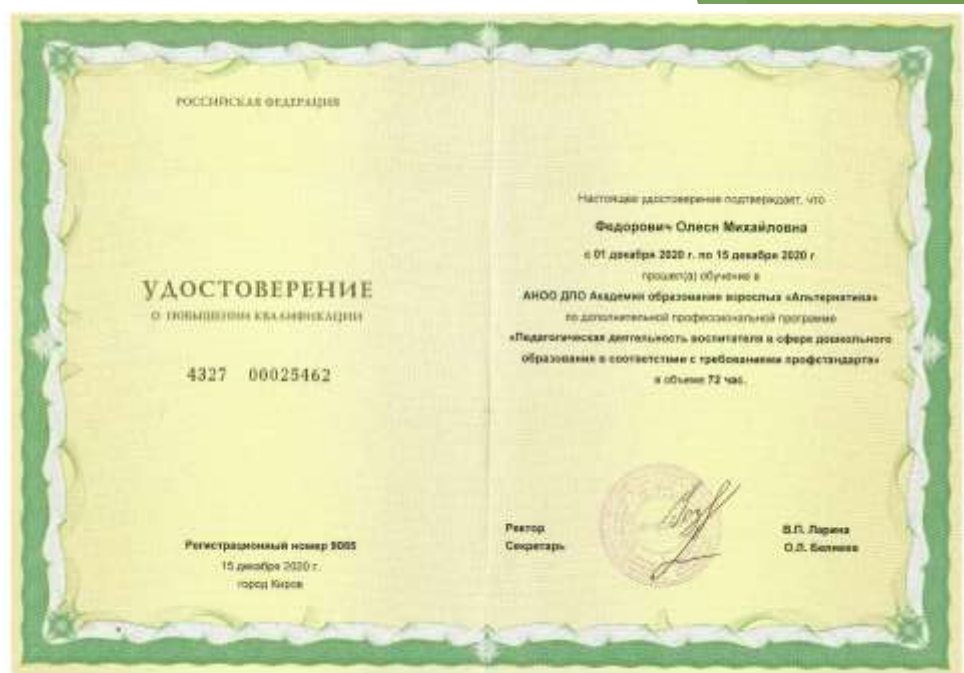 РОССИЙСКАЯ ФЕДЕРАЦИЯ
УДОСТОВЕРЕНИЕ
О ПОВЫШЕНИИ КВАЛИФИКАЦИИ
4327 00025462
Регистрационный номер 9065
15 декабря 2020 г.
город Киров
Настоящее удостоверение подтверждает, что
Федорович Олеся Михайловна
с 01 декабря 2020 г. по 15 декабря 2020 г
прошел(а) обучение в
АНОО ДПО Академия образования взрослых «Альтернатива»
по дополнительной профессиональной программе
«Педагогическая деятельность воспитателя в сфере дошкольного
образования в соответствии с требованиями профстандарта»
в объеме 72 час.
Ректор
В.П. Ларина
Секретарь
О.Л. Беляева